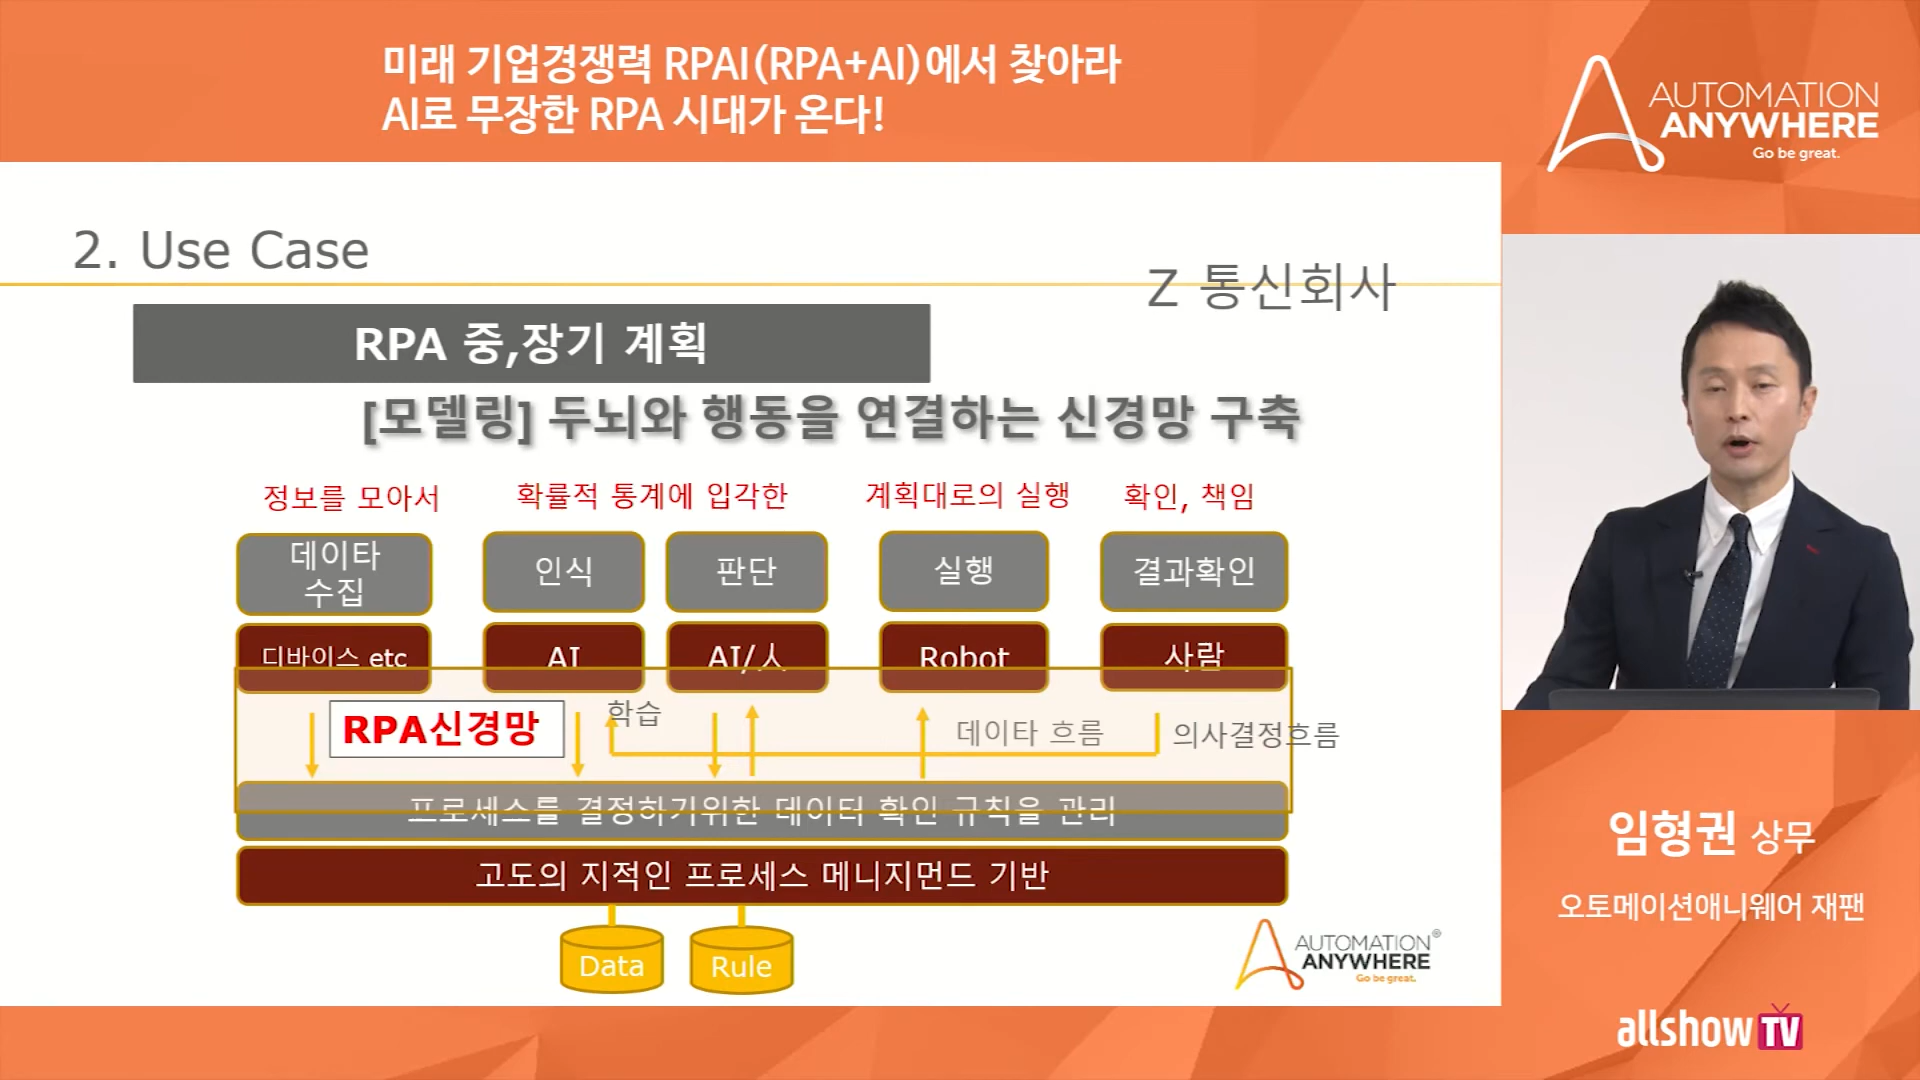 미래 기업경쟁력 RPAI(RPA+AI)에서 찾아라
AI로 무장한 RPA 시대가 온다!
AUTOMATION
ANYWHERE
Go be great.
2. Use Case
Z 통신회사
RPA 중,장기 계획
[모델링] 두뇌와 행동을 연결하는 신경망 구축
정보를 모아서
확률적 통계에 입각한
계획대로의 실행
확인, 책임
데이타
수집
인식
판단
실행
결과확인
디바이스 etc
AI
AI/人
Robot
사람
RPA신경망
학습
데이타 흐름
의사결정흐름
프로세스를 결정하기위한 데이터 확인 규칙을 관리
고도의 지적인 프로세스 메니지먼드 기반
Data
Rule
AUTOMATION®
ANYWHERE
Go be great.
임형권 상무
오토메이션애니웨어 재팬
allshow TV